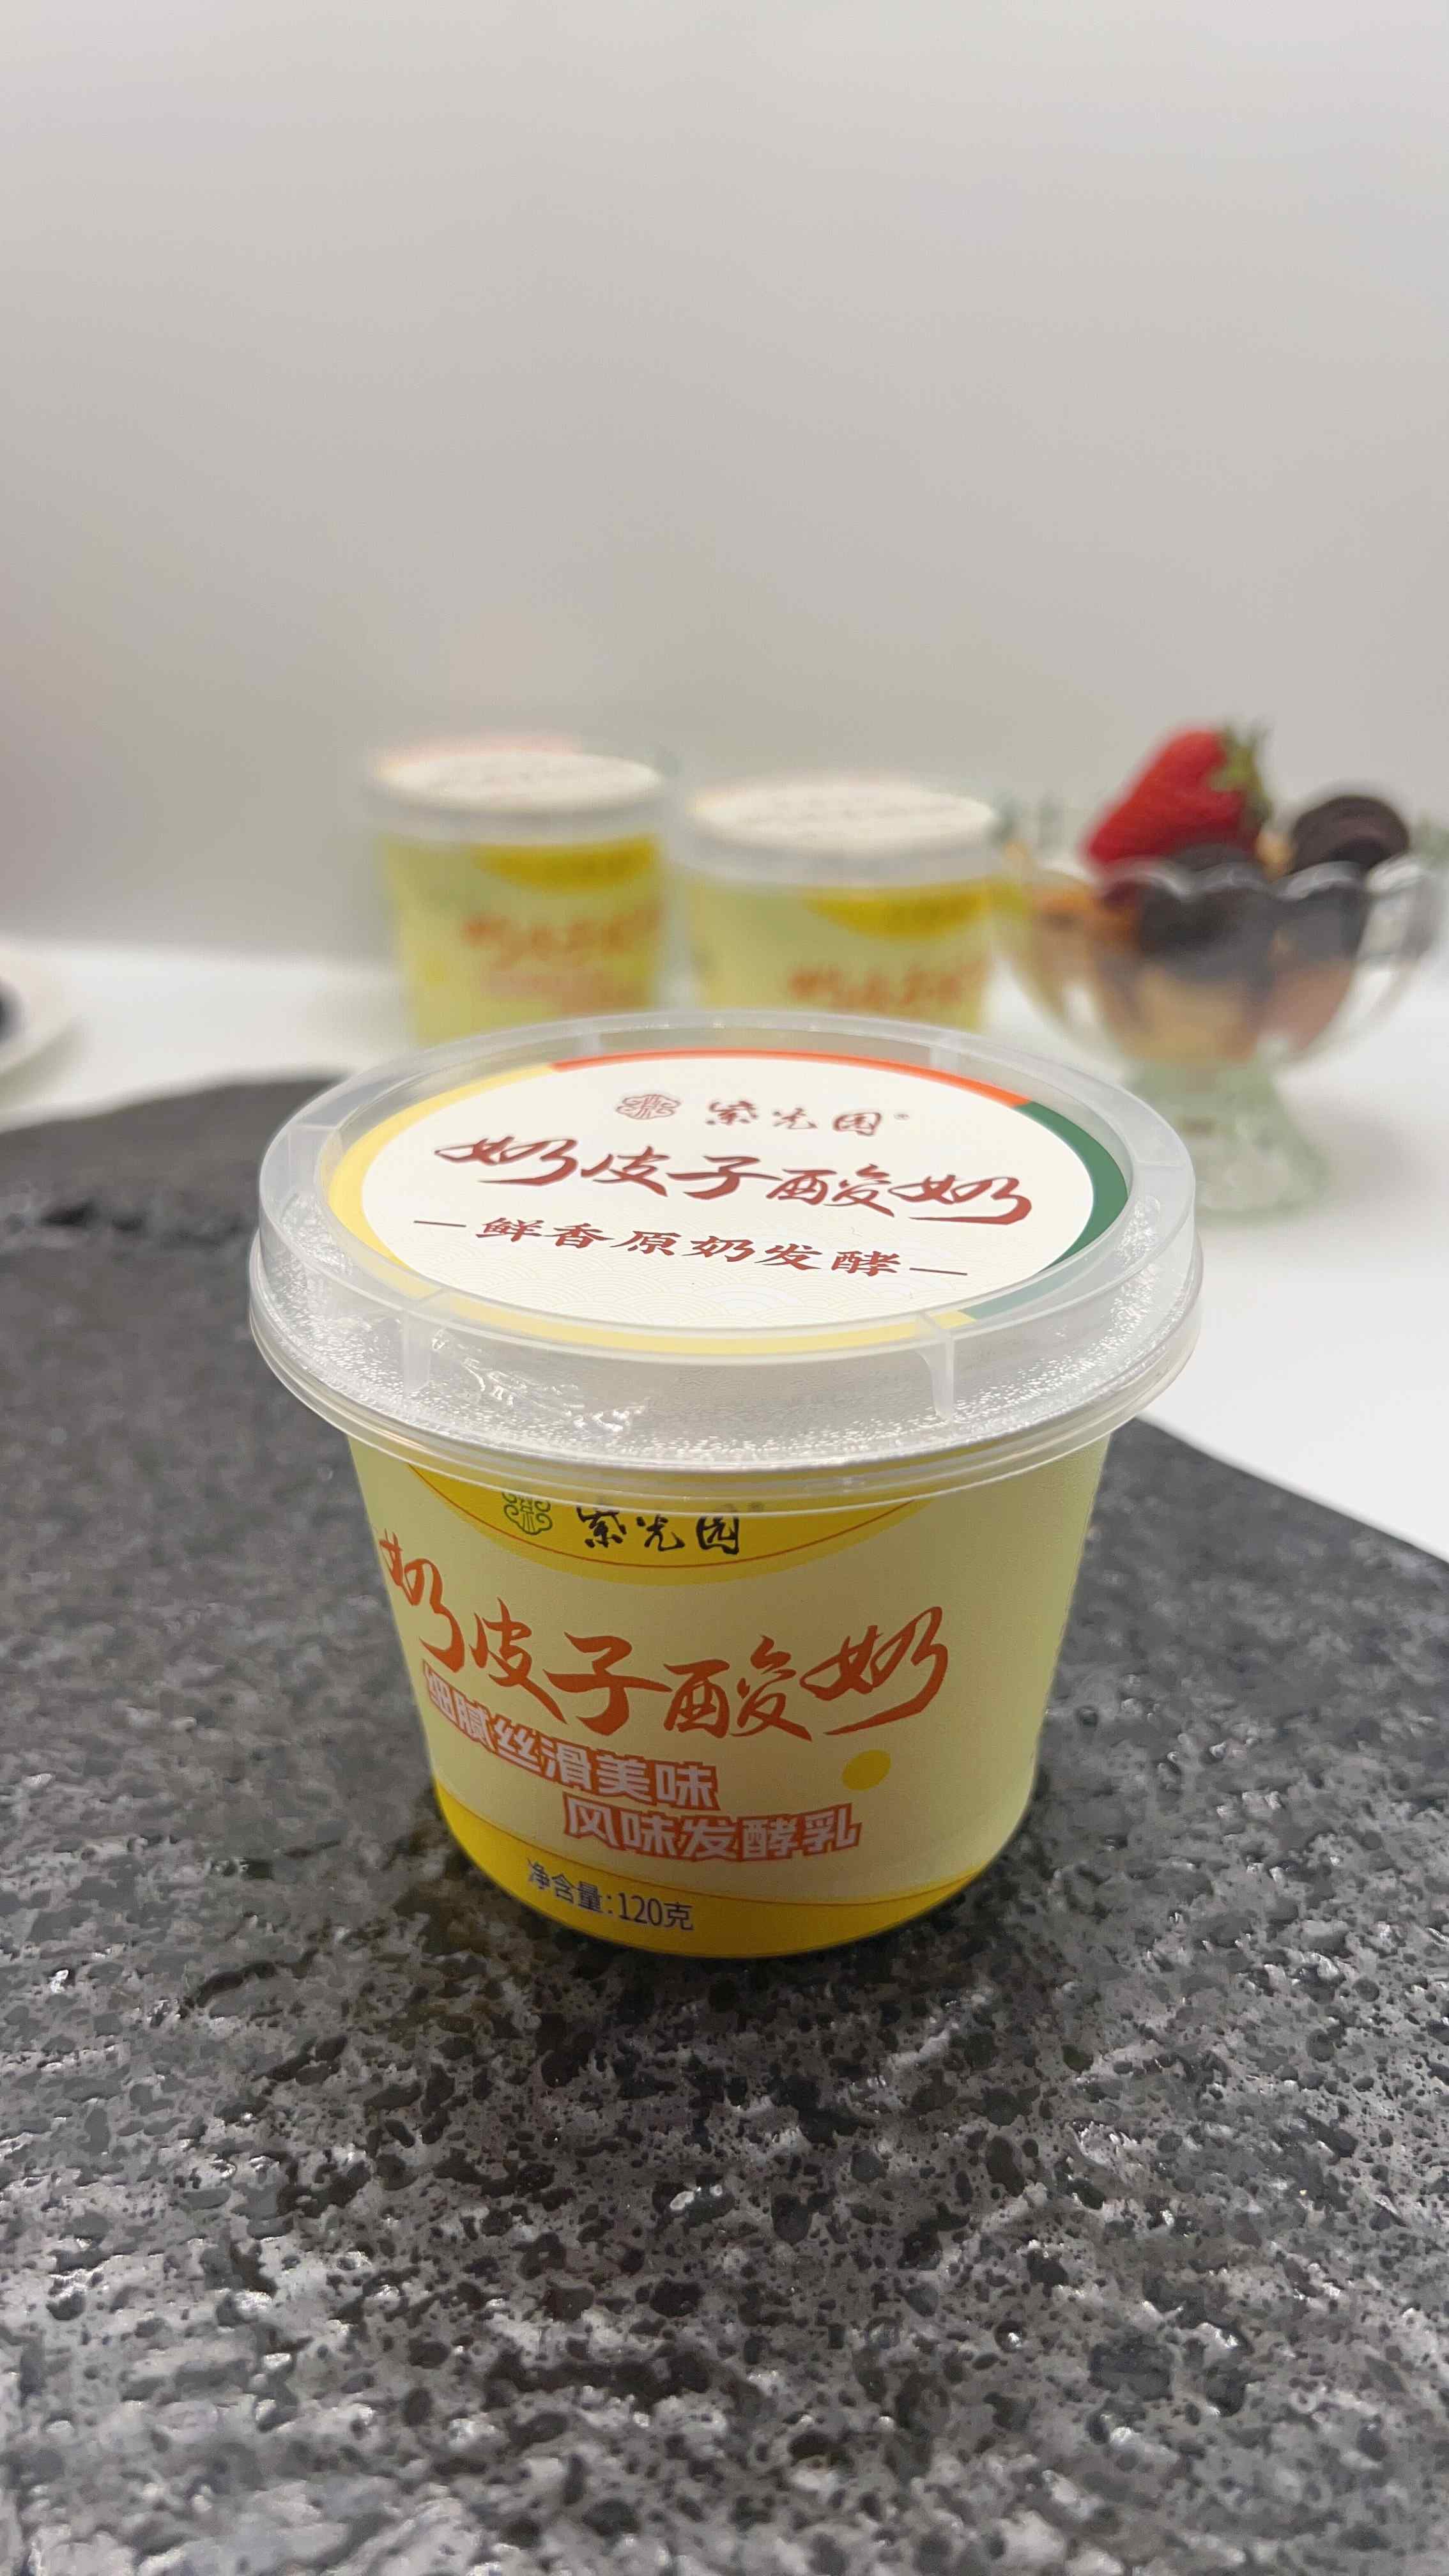 紫光园®
奶皮子酸奶
—鲜香原奶发酵—
紫光园®
奶皮子酸奶
细腻丝滑美味
风味发酵乳
净含量:120克